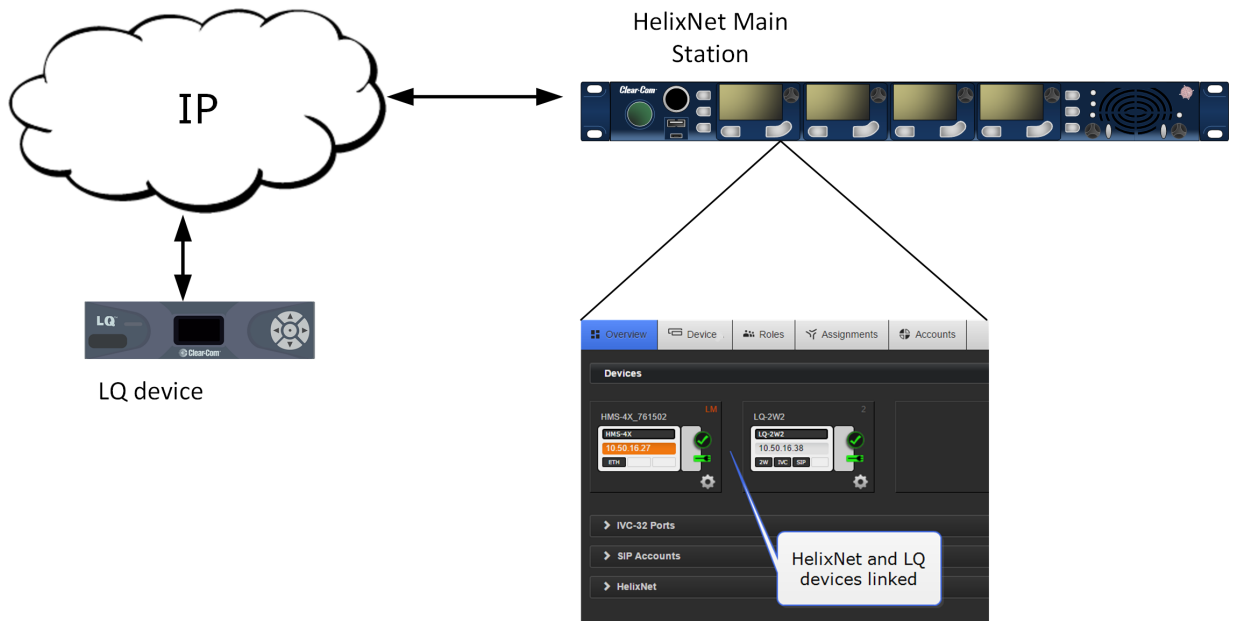 HelixNet Main
Station
IP
Clear-Com
LQ
Clear-Com
LQ device
Overview
Device
Roles
Assignments
Accounts
Devices
HMS-4X_761502
LM
HMS-4X
10.50.16.27
ETH
LQ-2W2
2
LQ-2W2
10.50.16.38
2W
IVC
SIP
IVC-32 Ports
SIP Accounts
HelixNet
HelixNet and LQ
devices linked